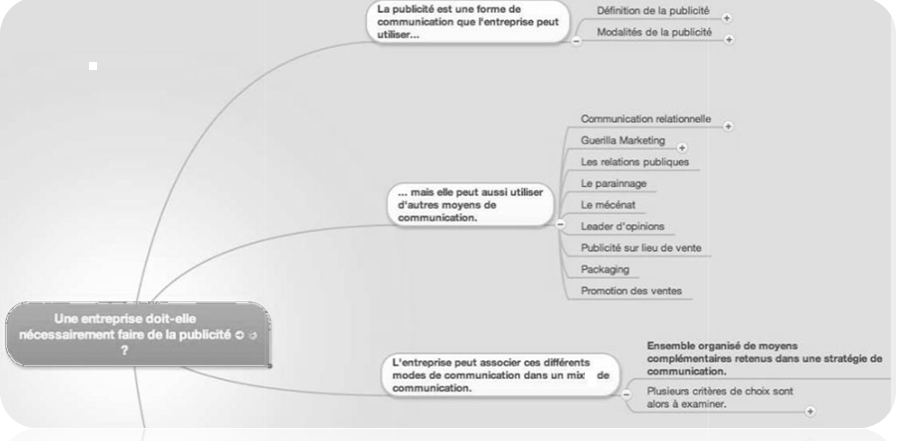 La publicité est une forme de
communication que l'entreprise peut
utiliser...
Définition de la publicité
Modalités de la publicité
Communication relationnelle
Guerilla Marketing
Les relations publiques
Le parainnage
Le mécénat
Leader d'opinions
Publicité sur lieu de vente
Packaging
Promotion des ventes
... mais elle peut aussi utiliser
d'autres moyens de
communication.
Une entreprise doit-elle
nécessairement faire de la publicité
?
L'entreprise peut associer ces différents
modes de communication dans un mix de
communication.
Ensemble organisé de moyens
complémentaires retenus dans une stratégie de
communication.
Plusieurs critères de choix sont
alors à examiner.